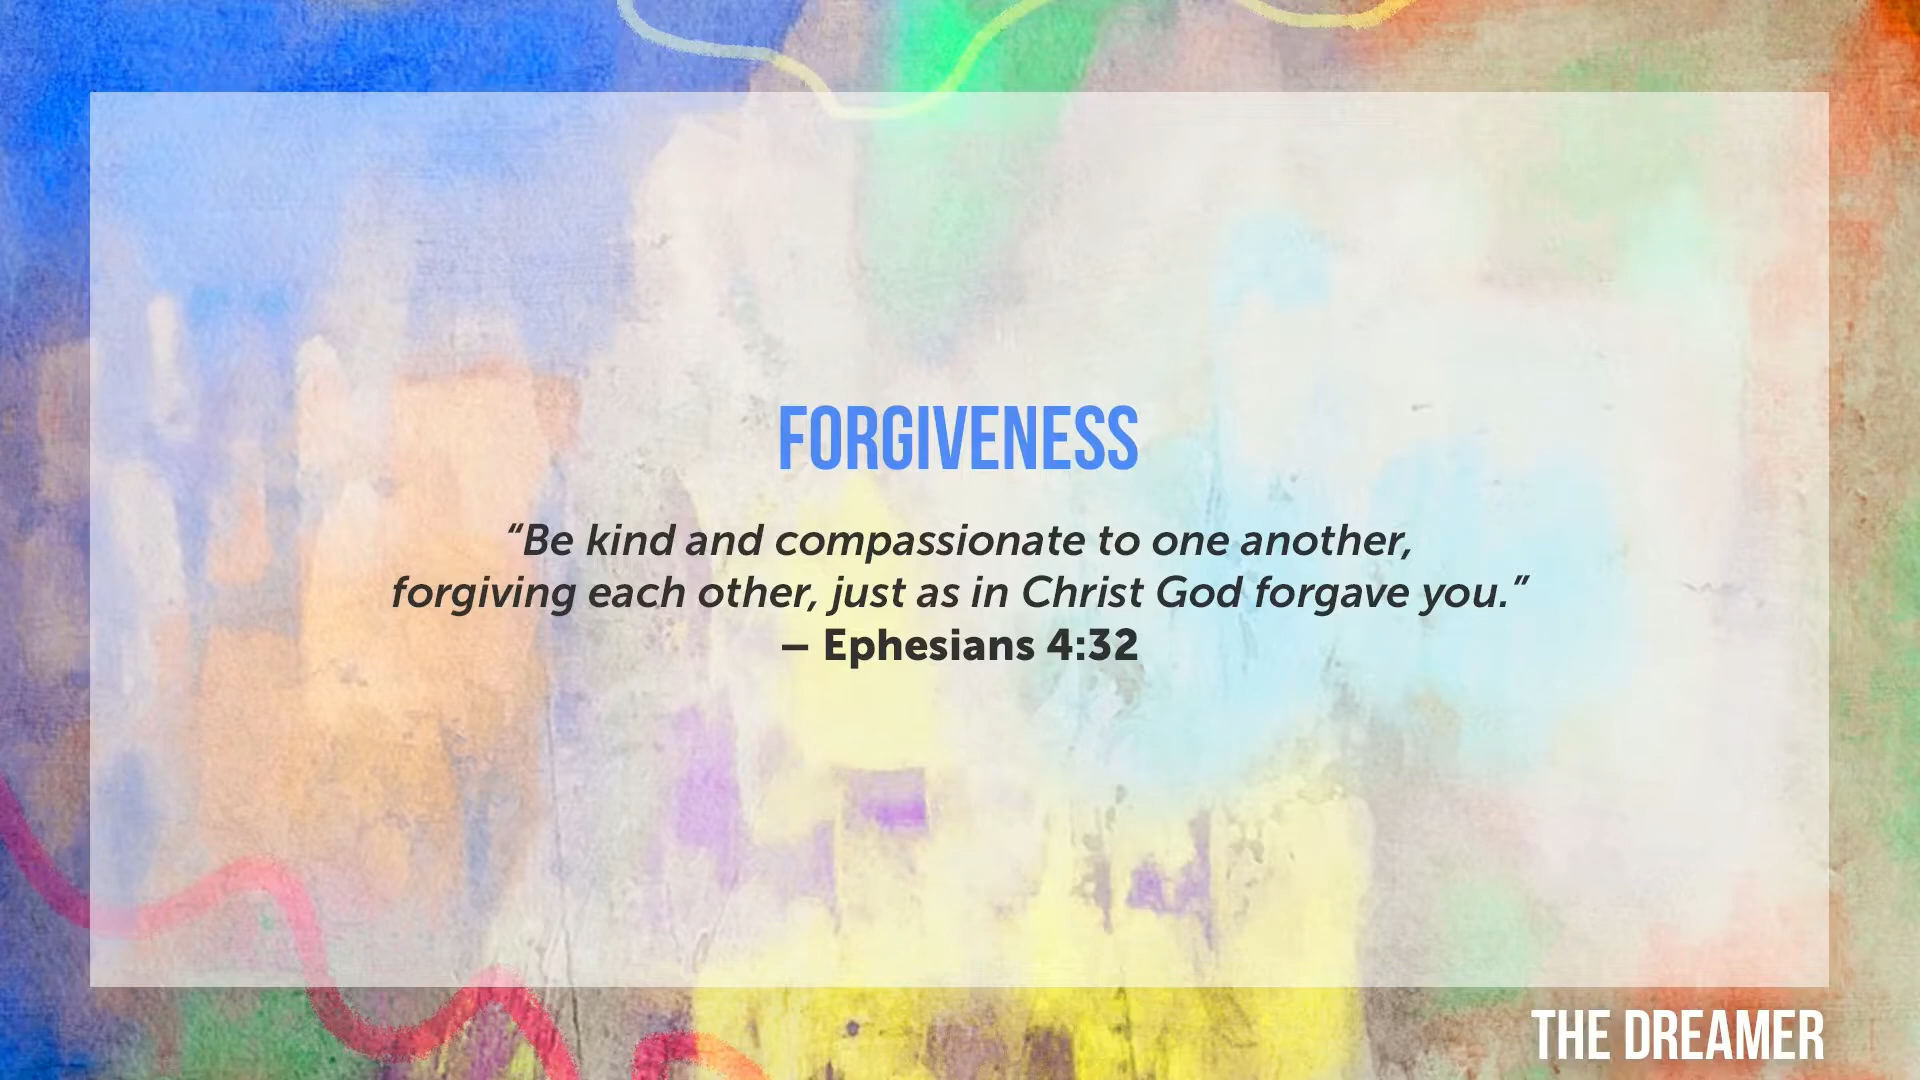 FORGIVENESS
“Be kind and compassionate to one another,
forgiving each other, just as in Christ God forgave you.”
– Ephesians 4:32
THE DREAMER